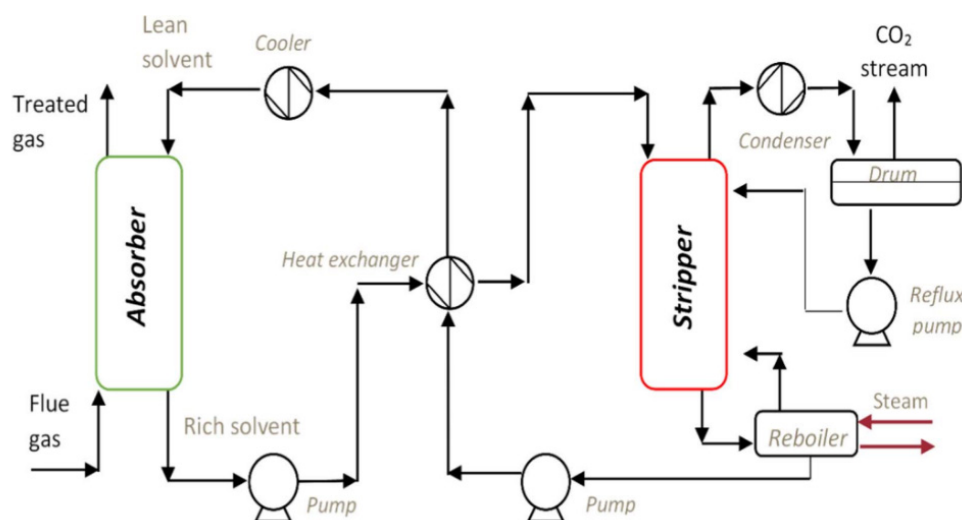 Lean
solvent
Cooler
CO₂
stream
Treated
gas
Condenser
Drum
Absorber
Heat exchanger
Stripper
Reflux
pump
Flue
gas
Rich solvent
Steam
Reboiler
Pump
Pump